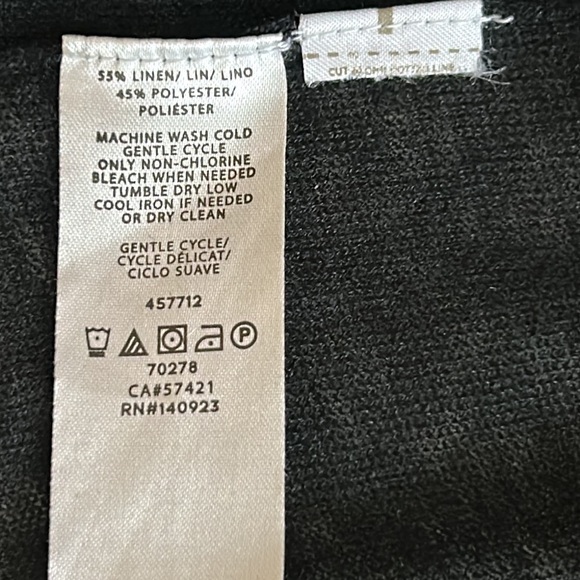 55% LINEN/ LIN/ LINO
45% POLYESTER/
POLIÉSTER
MACHINE WASH COLD
GENTLE CYCLE
ONLY NON-CHLORINE
BLEACH WHEN NEEDED
TUMBLE DRY LOW
COOL IRON IF NEEDED
OR DRY CLEAN
GENTLE CYCLE/
CYCLE DÉLICAT/
CICLO SUAVE
457712
P
70278
CA#57421
RN#140923
CUT